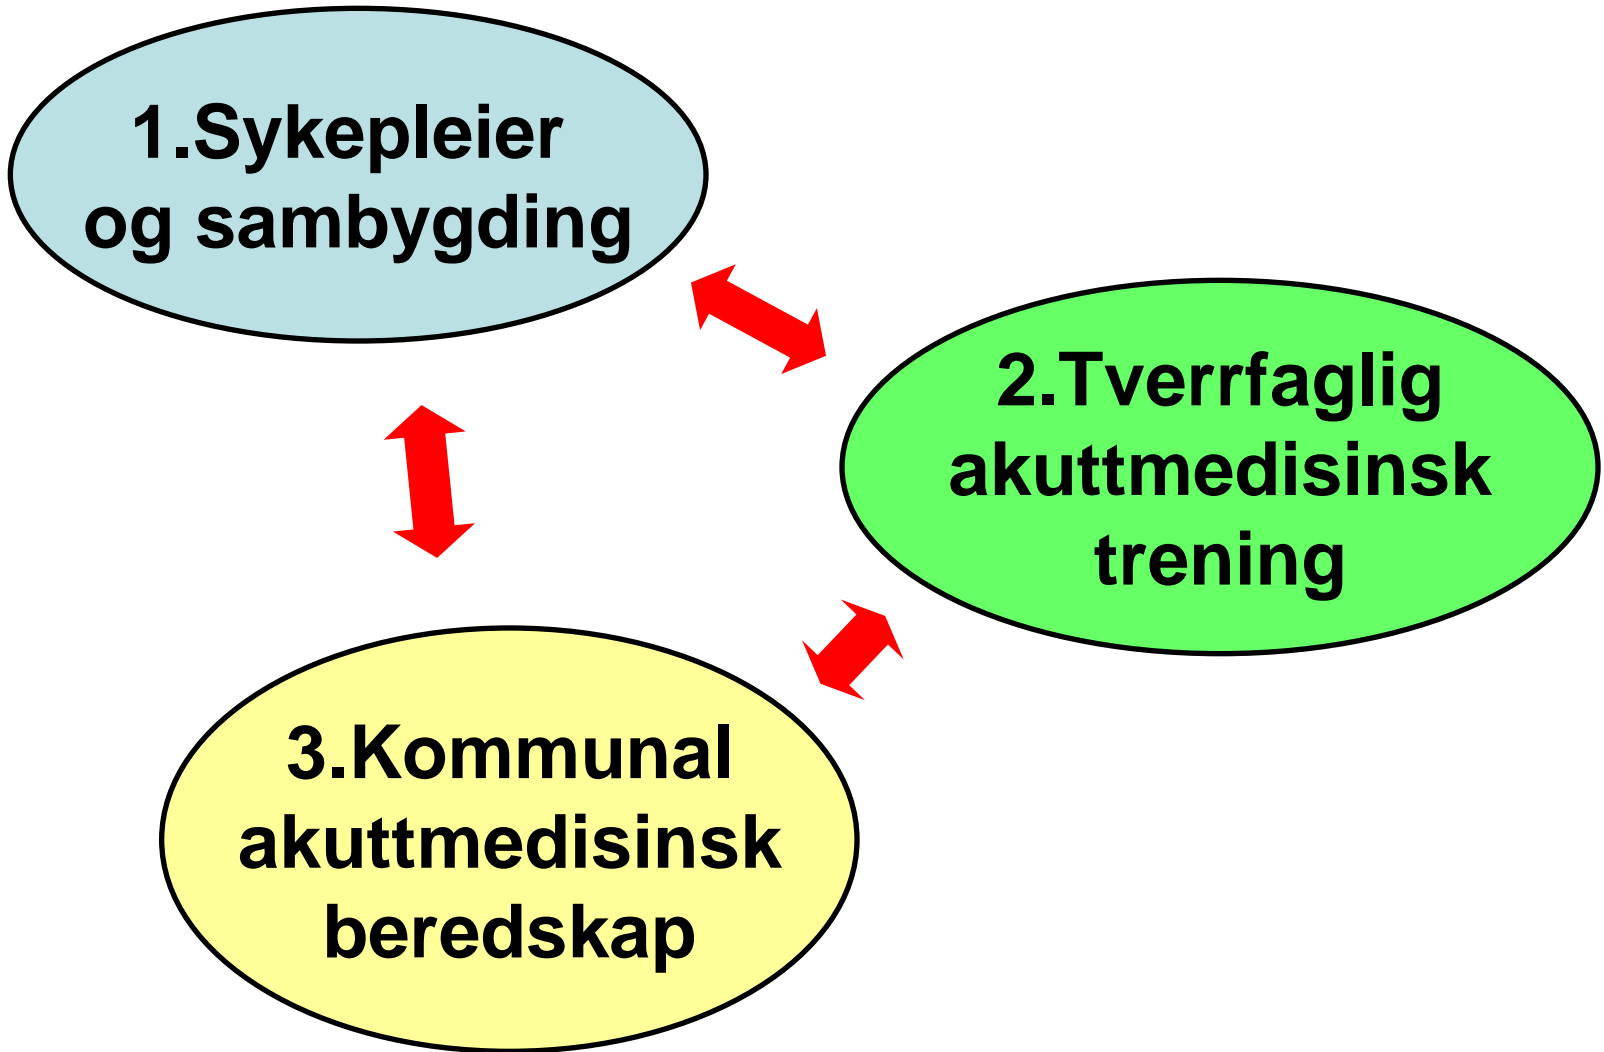 1.Sykepleier
og sambygding
2.Tverrfaglig
akuttmedisinsk
trening
3.Kommunal
akuttmedisinsk
beredskap